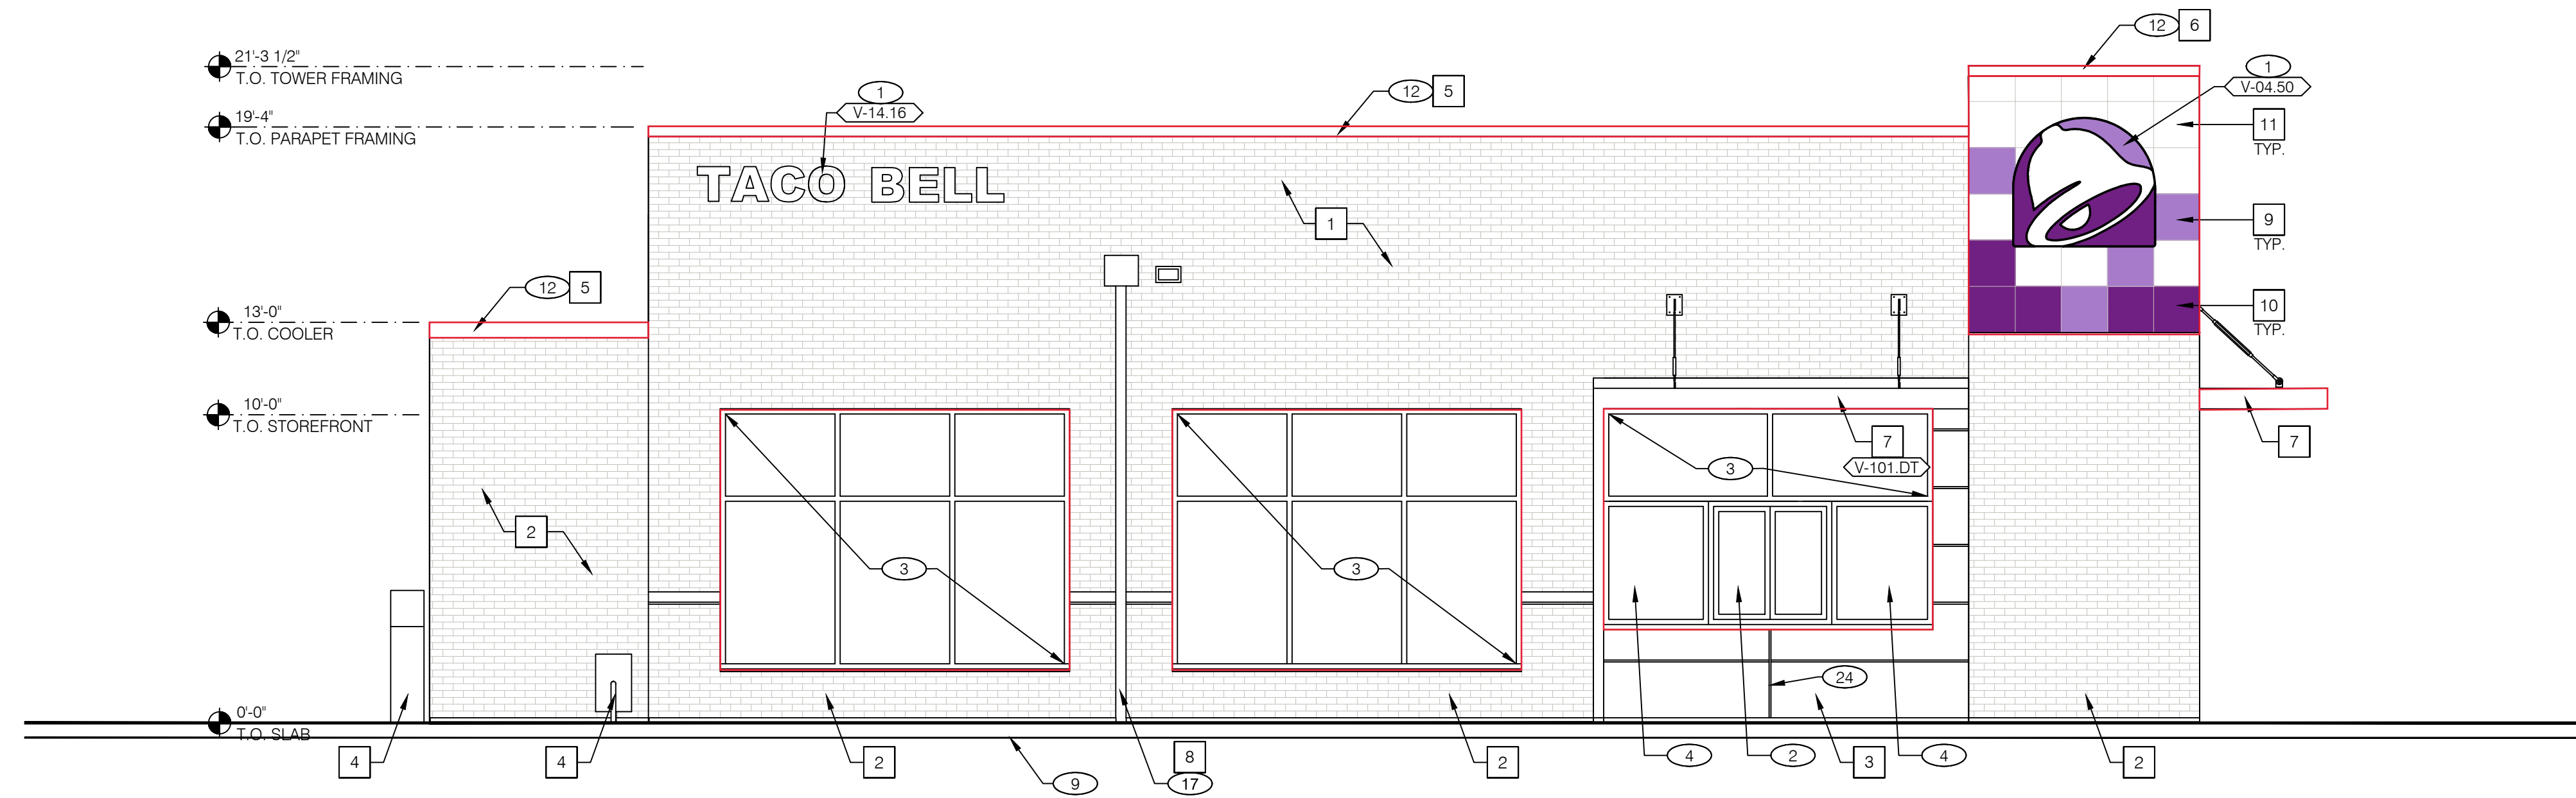 12 6
21'-3 1/2"
T.O. TOWER FRAMING
1
V-04.50
1
V-14.16
12 5
19'-4"
T.O. PARAPET FRAMING
11
TYP.
TACO BELL
1
9
TYP.
12 5
13'-0"
T.O. COOLER
10
TYP.
10'-0"
T.O. STOREFRONT
7
V-101.DT
7
3
2
3
3
24
0'-0"
T.O. SLAB
4
4
2
8
17
9
2
4
2
3
4
2